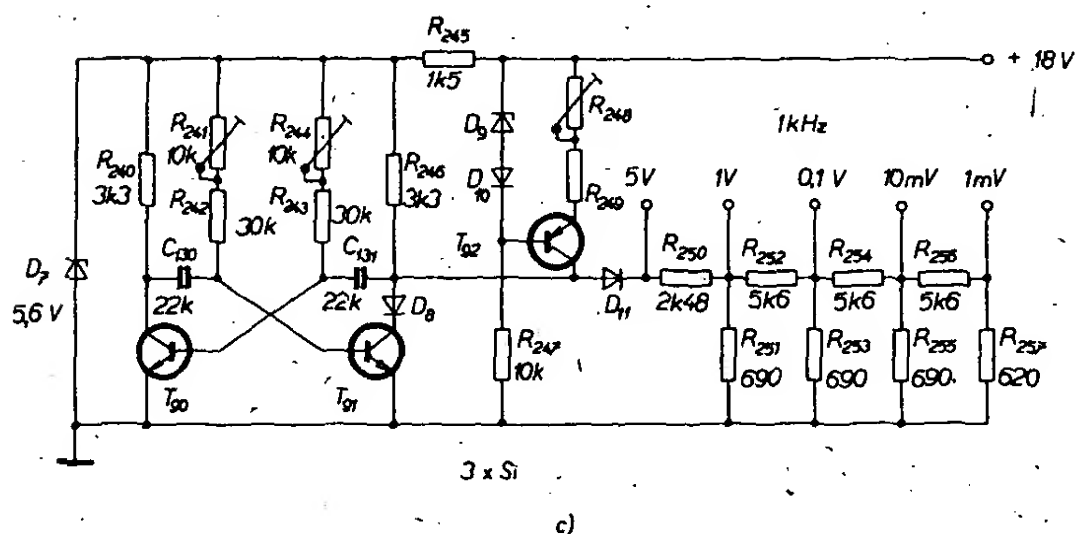 R245
1k5
+ 18 V
R241
10k
R244
10k
R248
1kHz
D9
R240
3k3
R246
3k3
D10
5V
1V
0,1 V
10mV
1mV
R242
30k
R243
30k
R249
C130
22k
C131
22k
T92
R250
2k48
R252
5k6
R254
5k6
R256
5k6
D7
5,6 V
D8
D11
R247
10k
R251
690
R253
690
R255
690
R257
620
T90
T91
3 x Si
c)